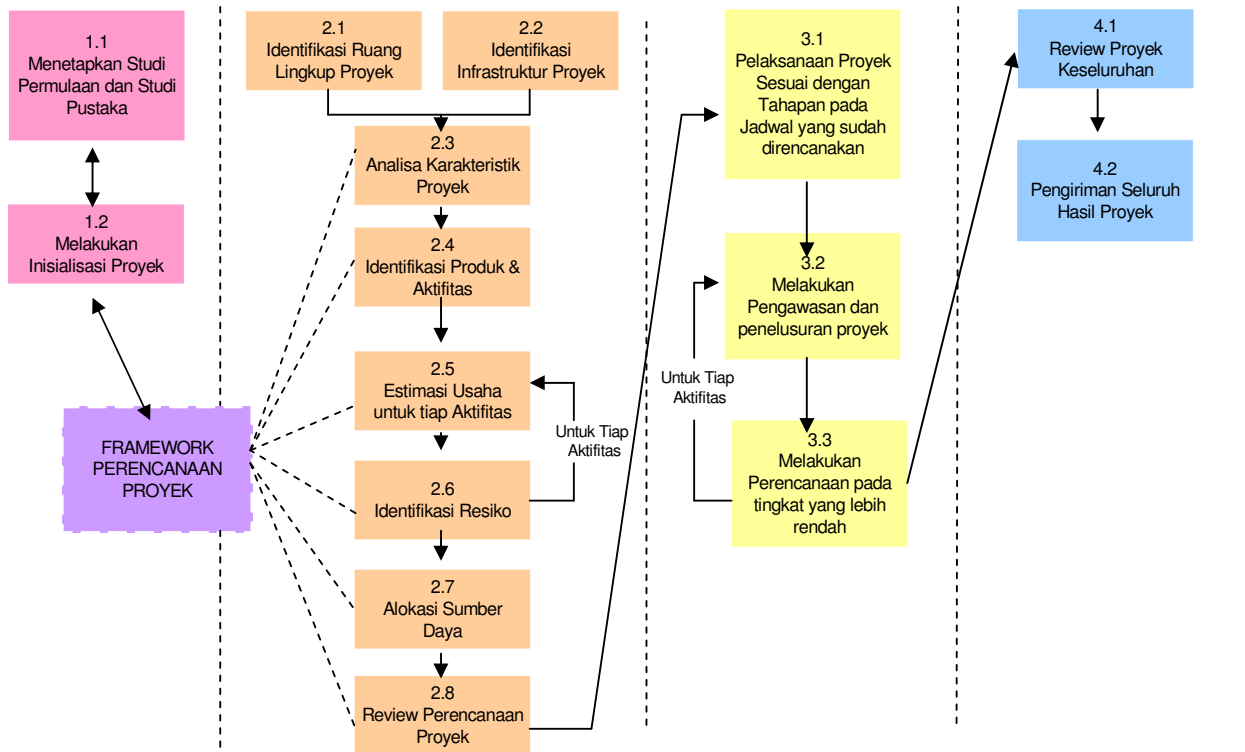 1.1
Menetapkan Studi
Permulaan dan Studi
Pustaka
1.2
Melakukan
Inisialisasi Proyek
FRAMEWORK
PERENCANAAN
PROYEK
2.1
Identifikasi Ruang
Lingkup Proyek
2.2
Identifikasi
Infrastruktur Proyek
2.3
Analisa Karakteristik
Proyek
2.4
Identifikasi Produk &
Aktifitas
2.5
Estimasi Usaha
untuk tiap Aktifitas
Untuk Tiap
Aktifitas
2.6
Identifikasi Resiko
2.7
Alokasi Sumber
Daya
2.8
Review Perencanaan
Proyek
3.1
Pelaksanaan Proyek
Sesuai dengan
Tahapan pada
Jadwal yang sudah
direncanakan
3.2
Melakukan
Pengawasan dan
penelusuran proyek
Untuk Tiap
Aktifitas
3.3
Melakukan
Perencanaan pada
tingkat yang lebih
rendah
4.1
Review Proyek
Keseluruhan
4.2
Pengiriman Seluruh
Hasil Proyek